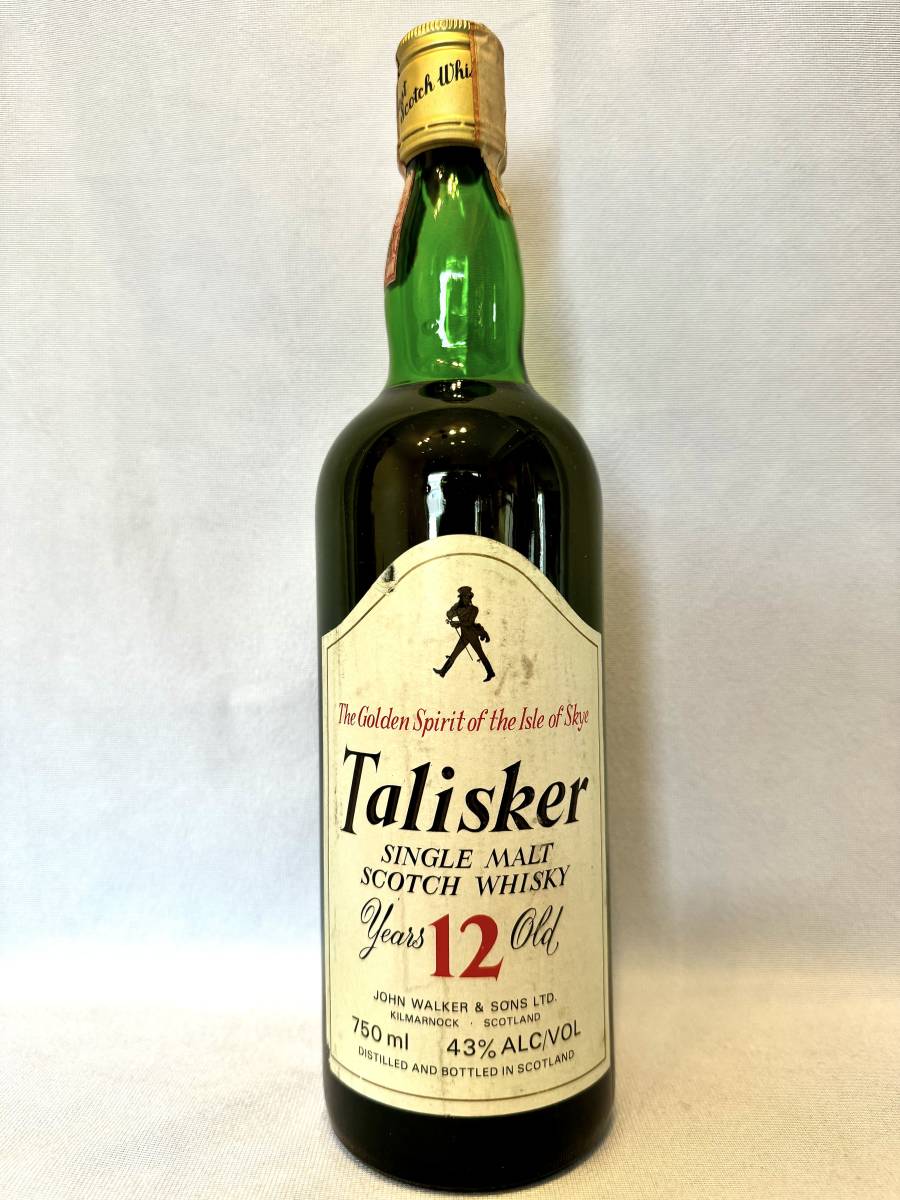 Scotch
The Golden Spirit of the Isle of Skye
Talisker
SINGLE MALT
SCOTCH WHISKY
Years 12 Old
JOHN WALKER & SONS LTD.
KILMARNOCK · SCOTLAND
750 ml 43% ALC/VOL
DISTILLED AND BOTTLED IN SCOTLAND